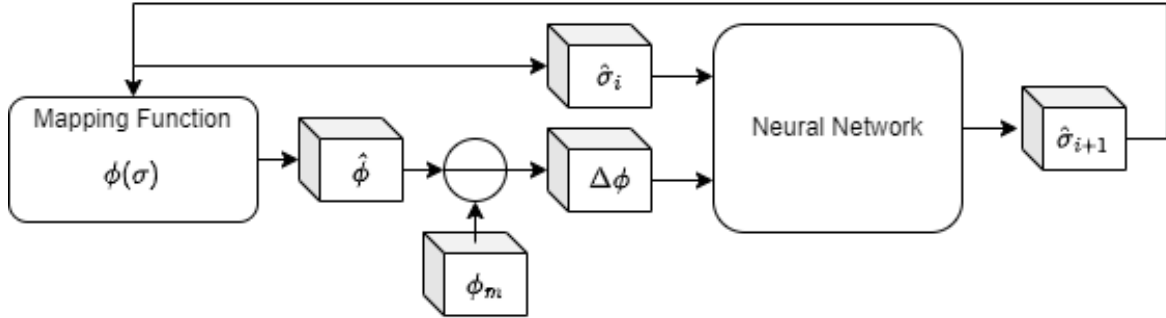 Mapping Function
ϕ(σ)
ϕ̂
ϕₘ
σ̂ᵢ
Δϕ
Neural Network
σ̂ᵢ₊₁